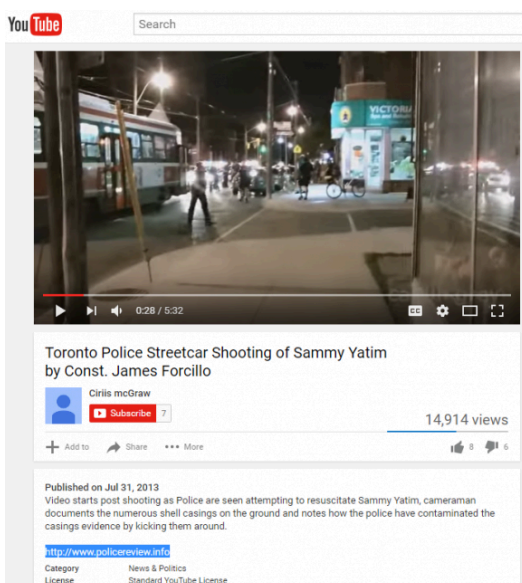 You Tube
Search
VICTORIA
0:28 / 5:32
CC
Toronto Police Streetcar Shooting of Sammy Yatim
by Const. James Forcillo
Ciriis mcGraw
Subscribe 7
14,914 views
Add to Share More
8 6
Published on Jul 31, 2013
Video starts post shooting as Police are seen attempting to resuscitate Sammy Yatim, cameraman
documents the numerous shell casings on the ground and notes how the police have contaminated the
casings evidence by kicking them around.
http://www.policereview.info
Category News & Politics
License Standard YouTube License